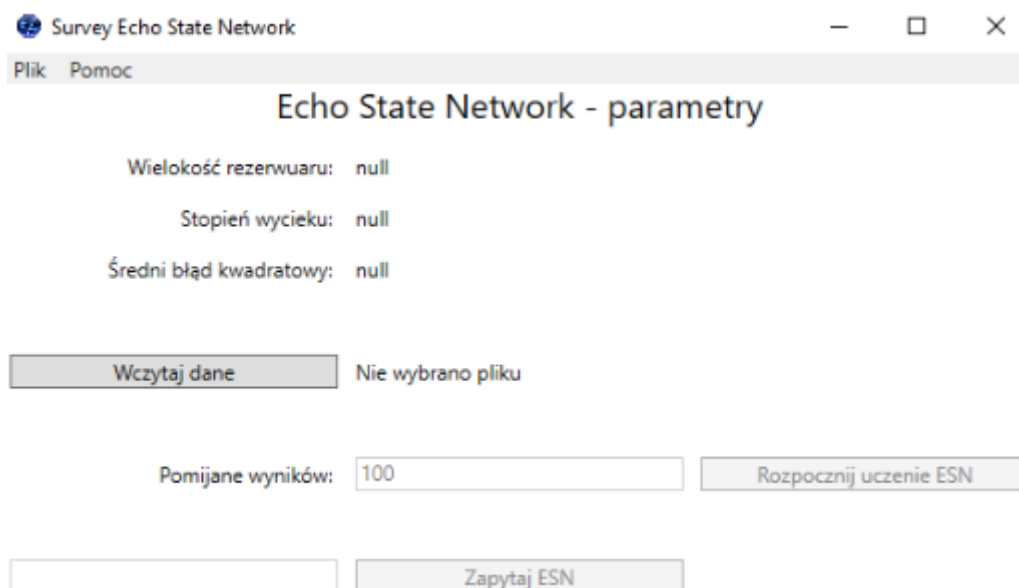 Survey Echo State Network
Plik Pomoc
Echo State Network - parametry
Wielokość rezerwuaru: null
Stopień wycieku: null
Średni błąd kwadratowy: null
Wczytaj dane Nie wybrano pliku
Pomijane wyników: 100 Rozpocznij uczenie ESN
Zapytaj ESN